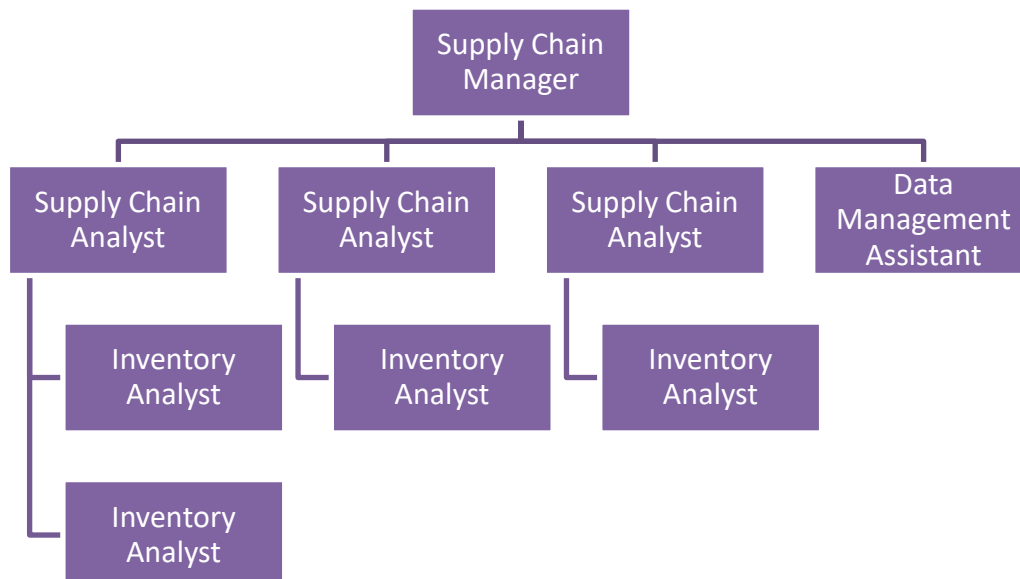 Supply Chain
Manager
Supply Chain
Analyst
Supply Chain
Analyst
Supply Chain
Analyst
Data
Management
Assistant
Inventory
Analyst
Inventory
Analyst
Inventory
Analyst
Inventory
Analyst